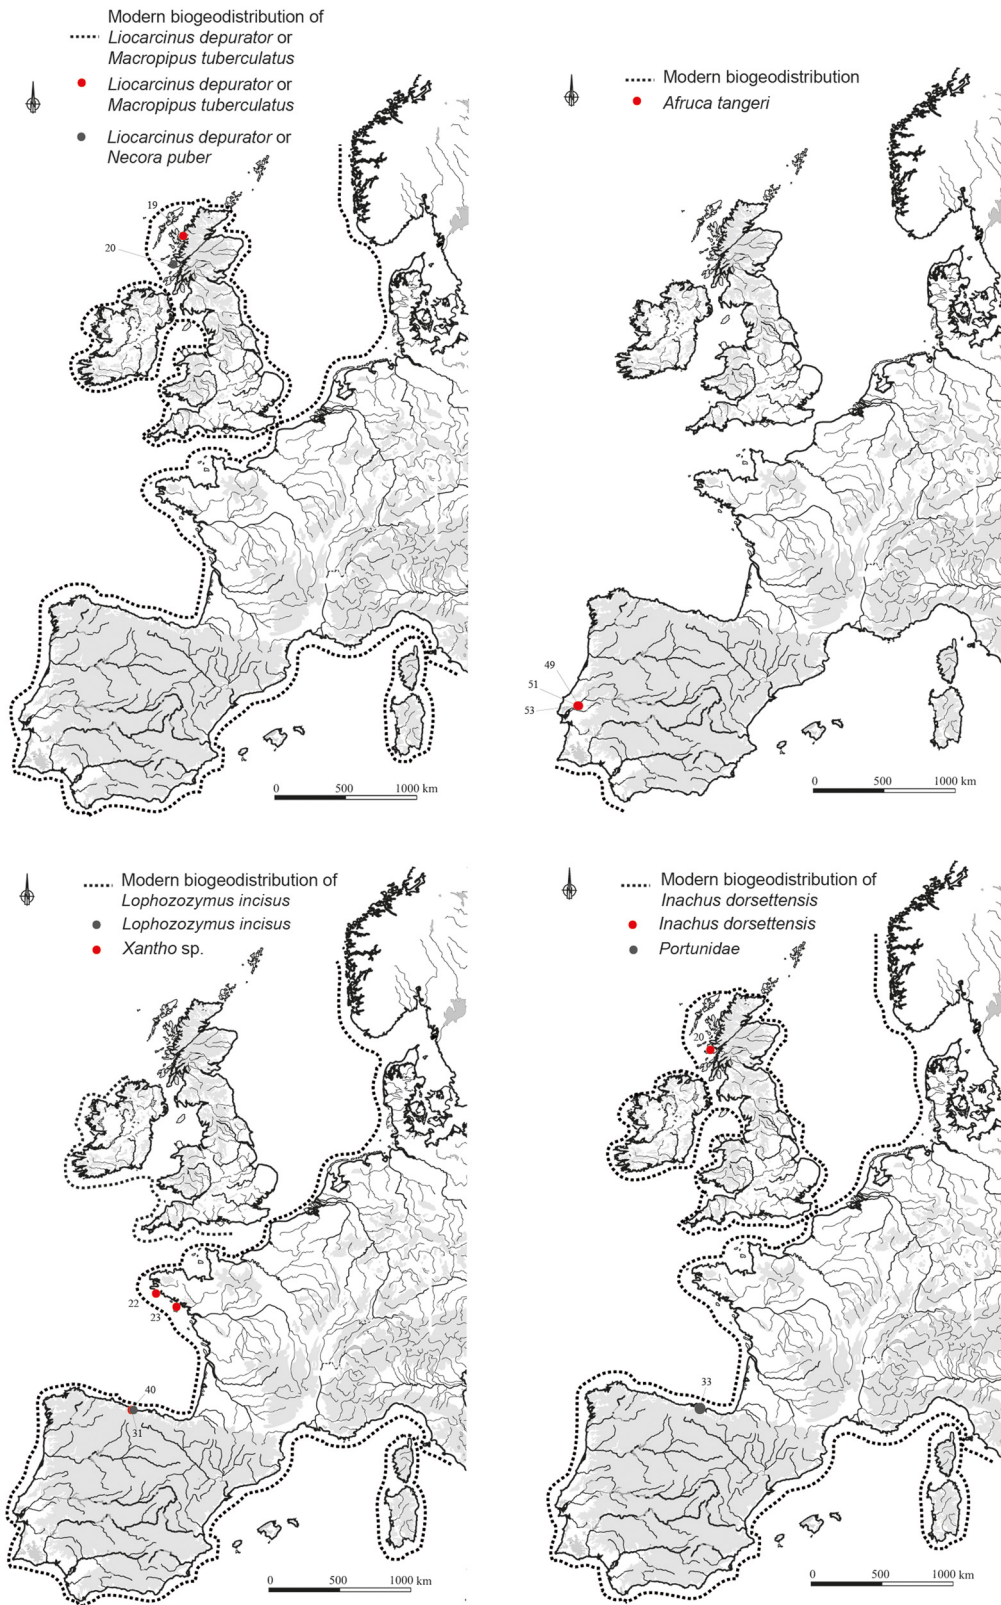 Modern biogeodistribution of
Liocarcinus depurator or
Macropipus tuberculatus
Liocarcinus depurator or
Macropipus tuberculatus
Liocarcinus depurator or
Necora puber
19
20
0 500 1000 km
Modern biogeodistribution
Afruca tangeri
49
51
53
0 500 1000 km
Modern biogeodistribution of
Lophozozymus incisus
Lophozozymus incisus
Xantho sp.
22
23
40
31
0 500 1000 km
Modern biogeodistribution of
Inachus dorsettensis
Inachus dorsettensis
Portunidae
20
33
0 500 1000 km